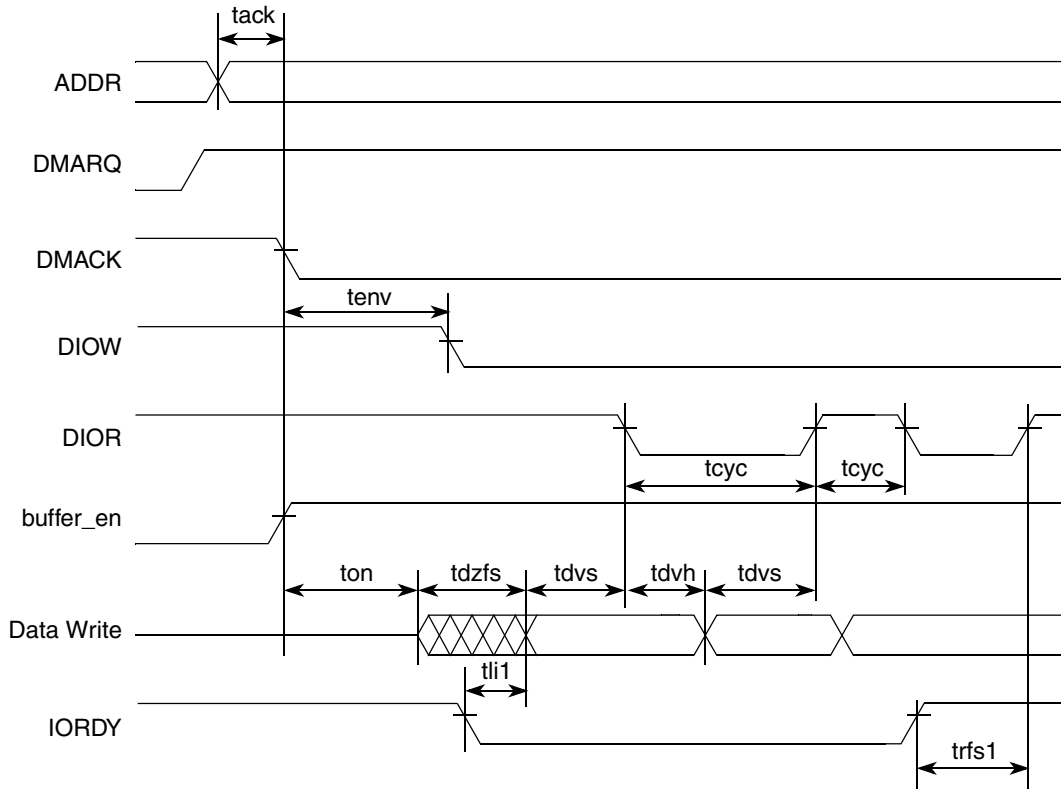 tack
ADDR
DMARQ
DMACK
tenv
DIOW
DIOR
tcyc tcyc
buffer_en
ton tdzfs tdvs tdvh tdvs
Data Write
tli1
IORDY
trfs1